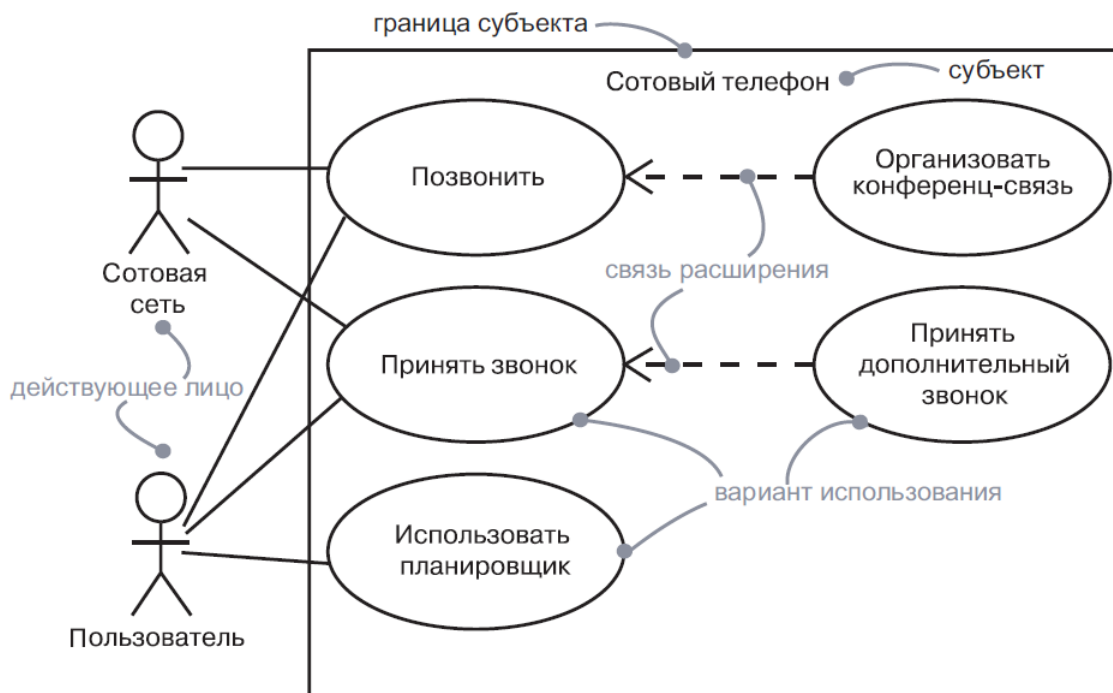 граница субъекта
Сотовый телефон
субъект
Позвонить
Организовать
конференц-связь
Сотовая
сеть
связь расширения
Принять звонок
Принять
дополнительный
звонок
действующее лицо
вариант использования
Использовать
планировщик
Пользователь